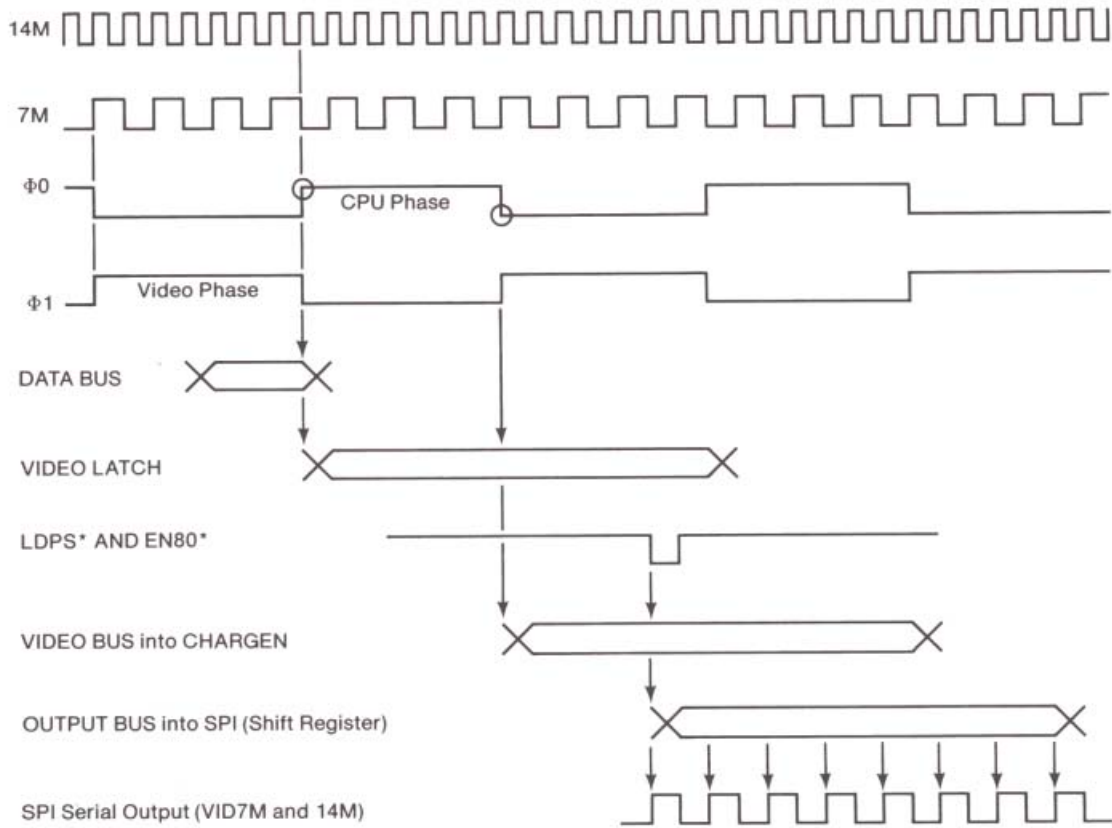 14M
7M
Φ0
CPU Phase
Φ1
Video Phase
DATA BUS
VIDEO LATCH
LDPS* AND EN80*
VIDEO BUS into CHARGEN
OUTPUT BUS into SPI (Shift Register)
SPI Serial Output (VID7M and 14M)